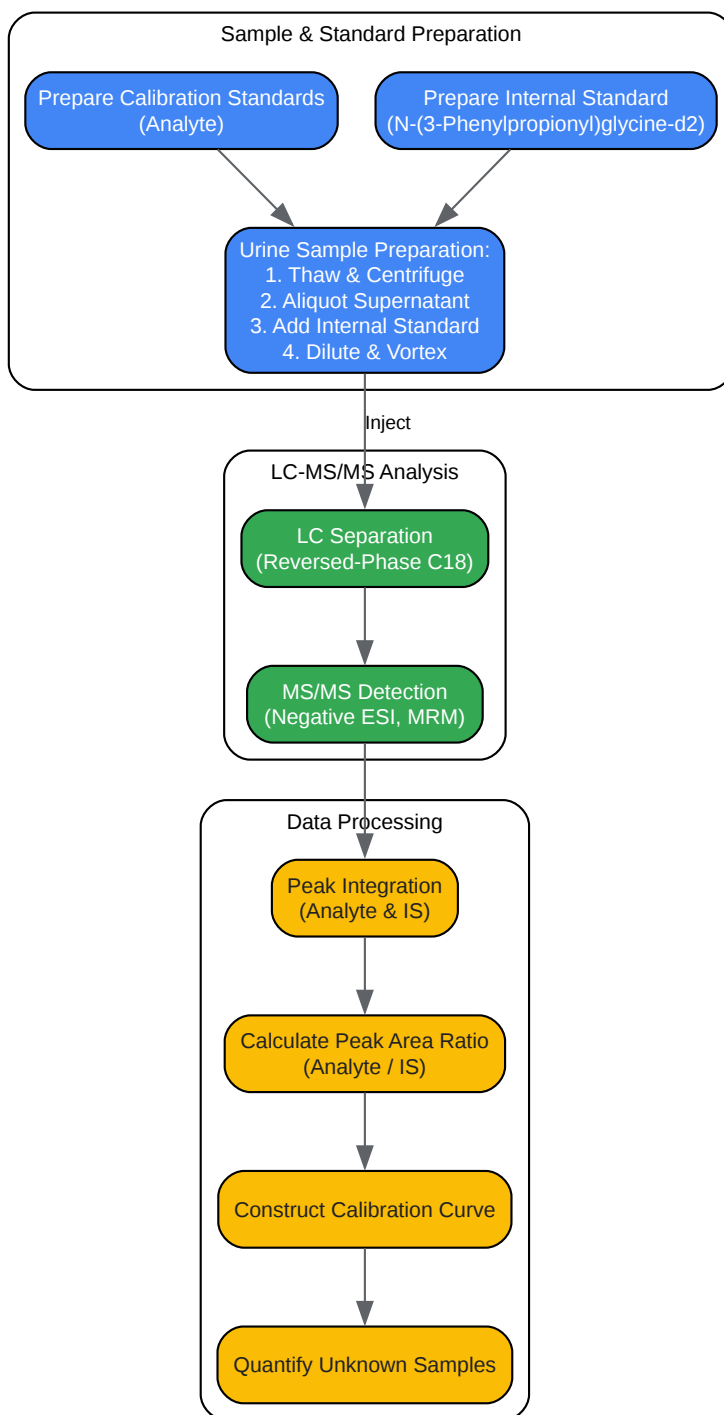 Sample & Standard Preparation
Prepare Calibration Standards
(Analyte)
Prepare Internal Standard
(N-(3-Phenylpropionyl)glycine-d2)
Urine Sample Preparation:
1. Thaw & Centrifuge
2. Aliquot Supernatant
3. Add Internal Standard
4. Dilute & Vortex
Inject
LC-MS/MS Analysis
LC Separation
(Reversed-Phase C18)
MS/MS Detection
(Negative ESI, MRM)
Data Processing
Peak Integration
(Analyte & IS)
Calculate Peak Area Ratio
(Analyte / IS)
Construct Calibration Curve
Quantify Unknown Samples